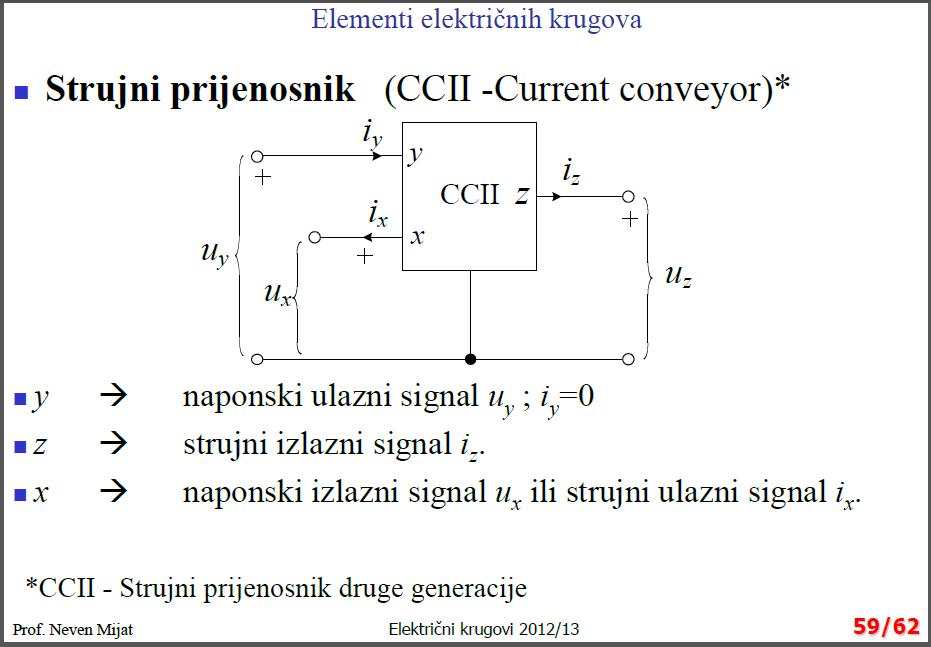 Elementi električnih krugova
Strujni prijenosnik (CCII -Current conveyor)*
i_y
y
CCII z
i_z
+
i_x
x
+
+
u_y
u_x
u_z
y → naponski ulazni signal u_y ; i_y=0
z → strujni izlazni signal i_z.
x → naponski izlazni signal u_x ili strujni ulazni signal i_x.
*CCII - Strujni prijenosnik druge generacije
Prof. Neven Mijat Električni krugovi 2012/13 59/62